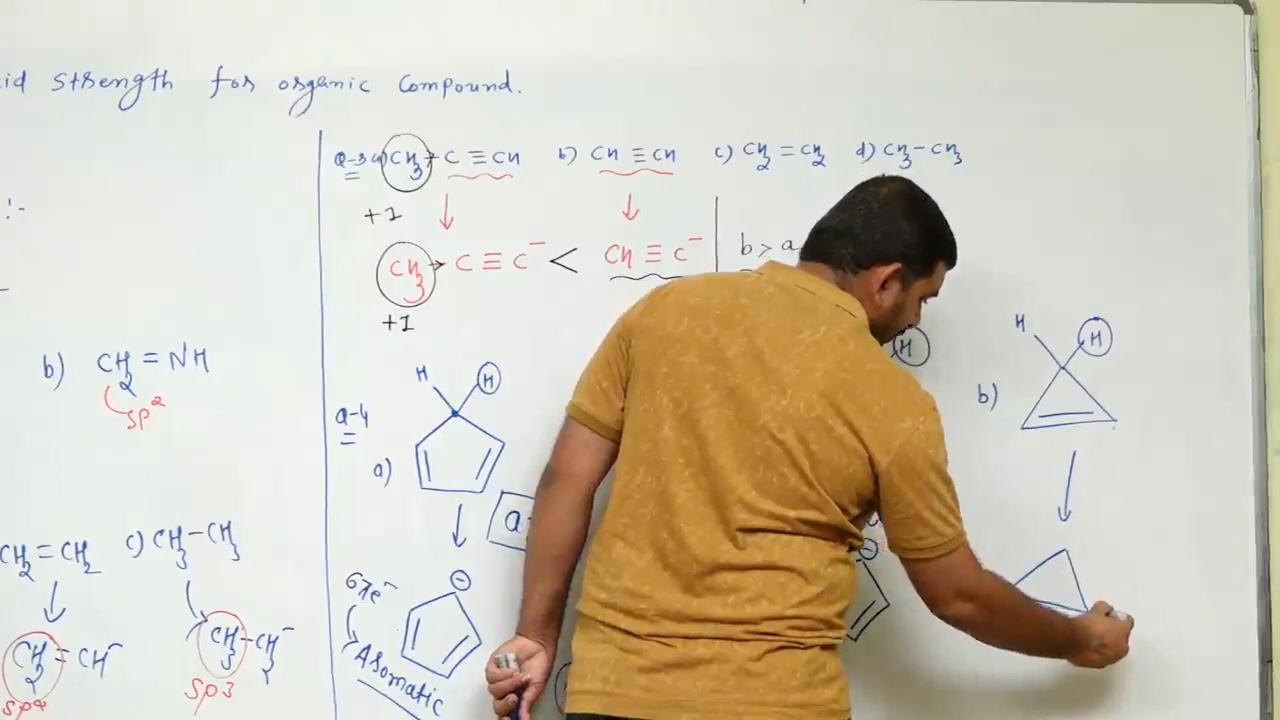 id strength for organic compound.
:-
b) CH2 = NH
sp2
CH2 = CH2 c) CH3 - CH3
CH2 = CH- CH3 - CH2-
sp2 sp3
Q-3 a) CH3 → C ≡ CH b) CH ≡ CH c) CH2 = CH2 d) CH3 - CH3
+I
CH3 → C ≡ C- < CH ≡ C- b > a
+I
H H H H H
Q-4
a) b)
a
6πe-
⊖ ⊖
Aromatic